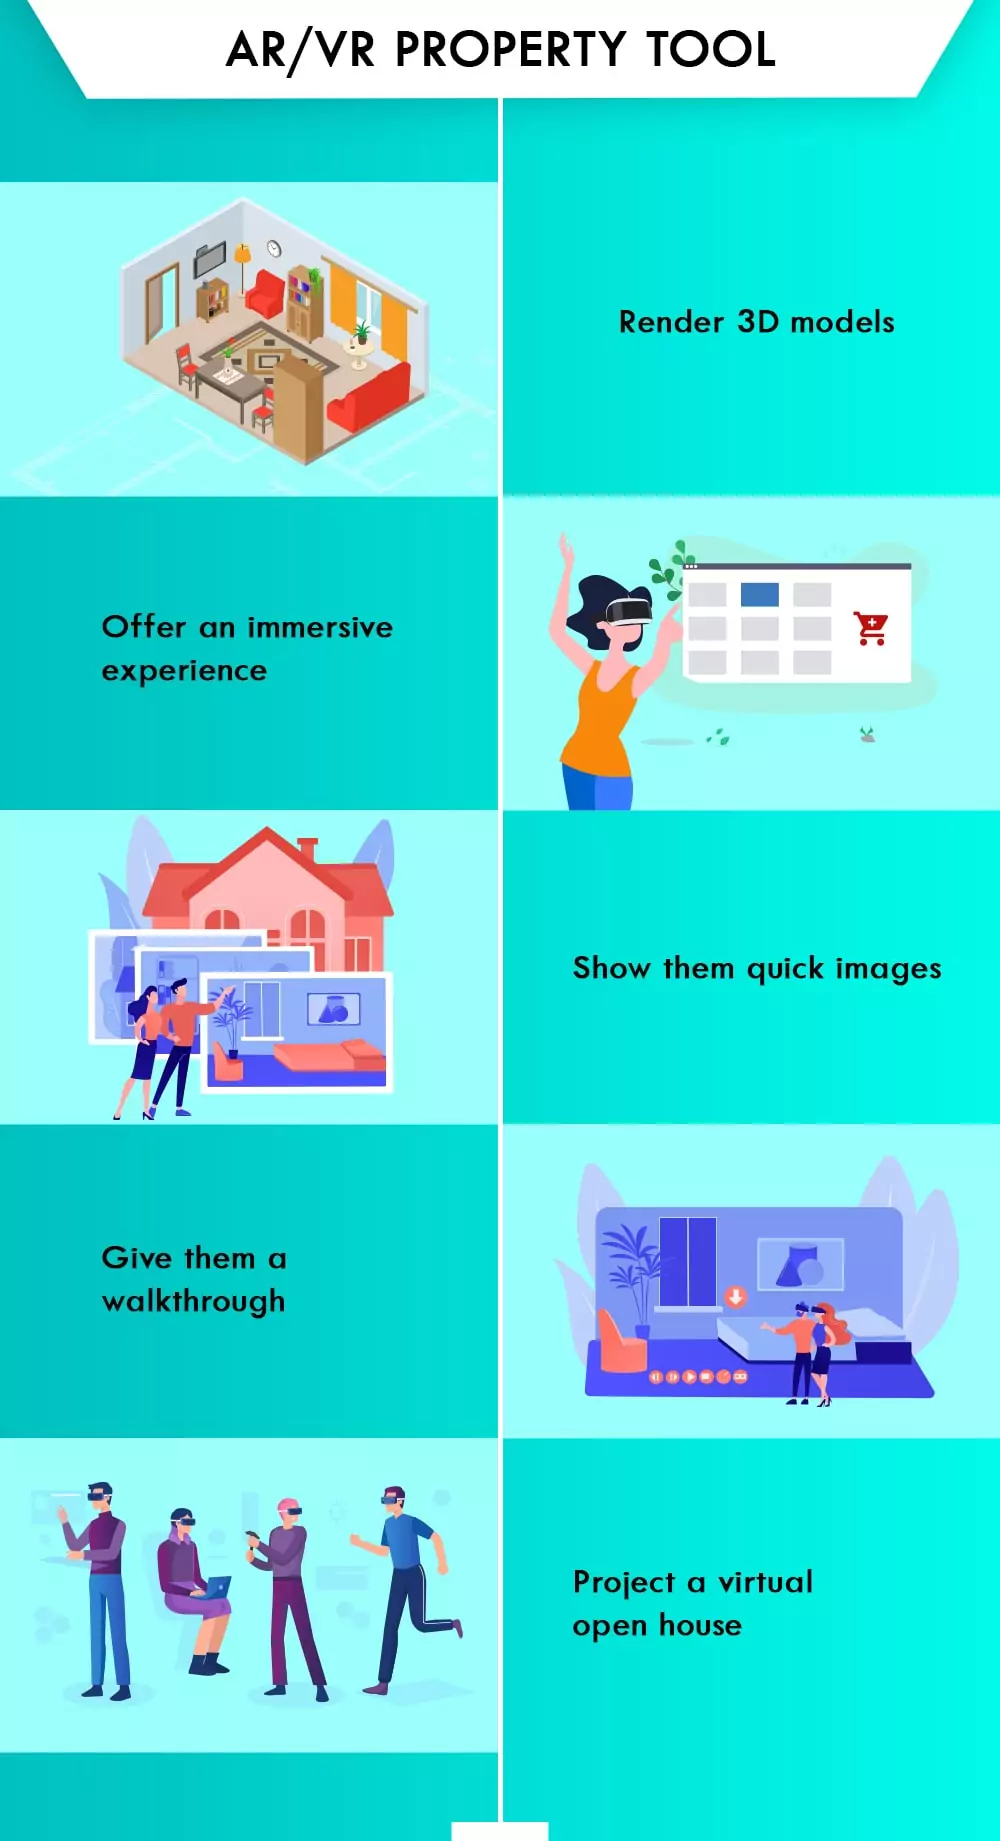 AR/VR PROPERTY TOOL
Render 3D models
Offer an immersive
experience
Show them quick images
Give them a
walkthrough
Project a virtual
open house